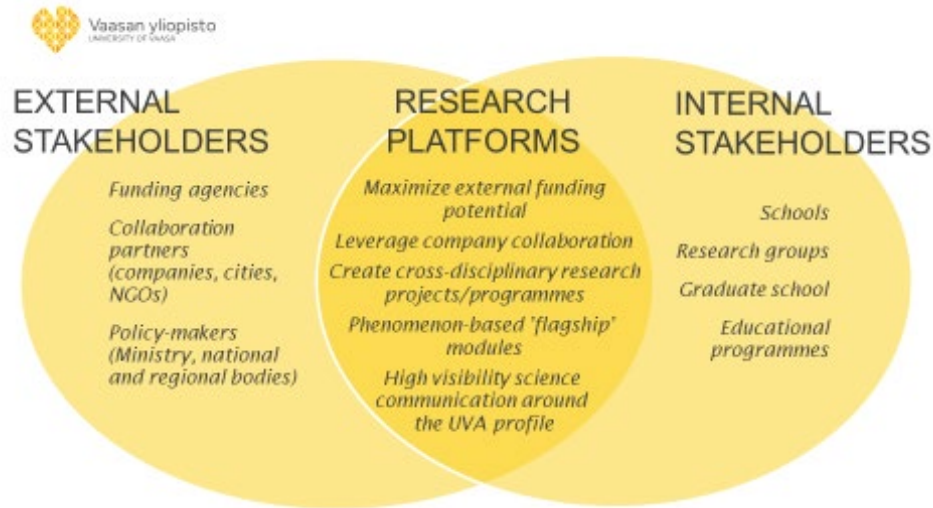 Vaasan yliopisto
UNIVERSITY OF VAASA
EXTERNAL
STAKEHOLDERS
Funding agencies
Collaboration
partners
(companies, cities,
NGOs)
Policy-makers
(Ministry, national
and regional bodies)
RESEARCH
PLATFORMS
Maximize external funding
potential
Leverage company collaboration
Create cross-disciplinary research
projects/programmes
Phenomenon-based "flagship"
modules
High visibility science
communication around
the UVA profile
INTERNAL
STAKEHOLDERS
Schools
Research groups
Graduate school
Educational
programmes